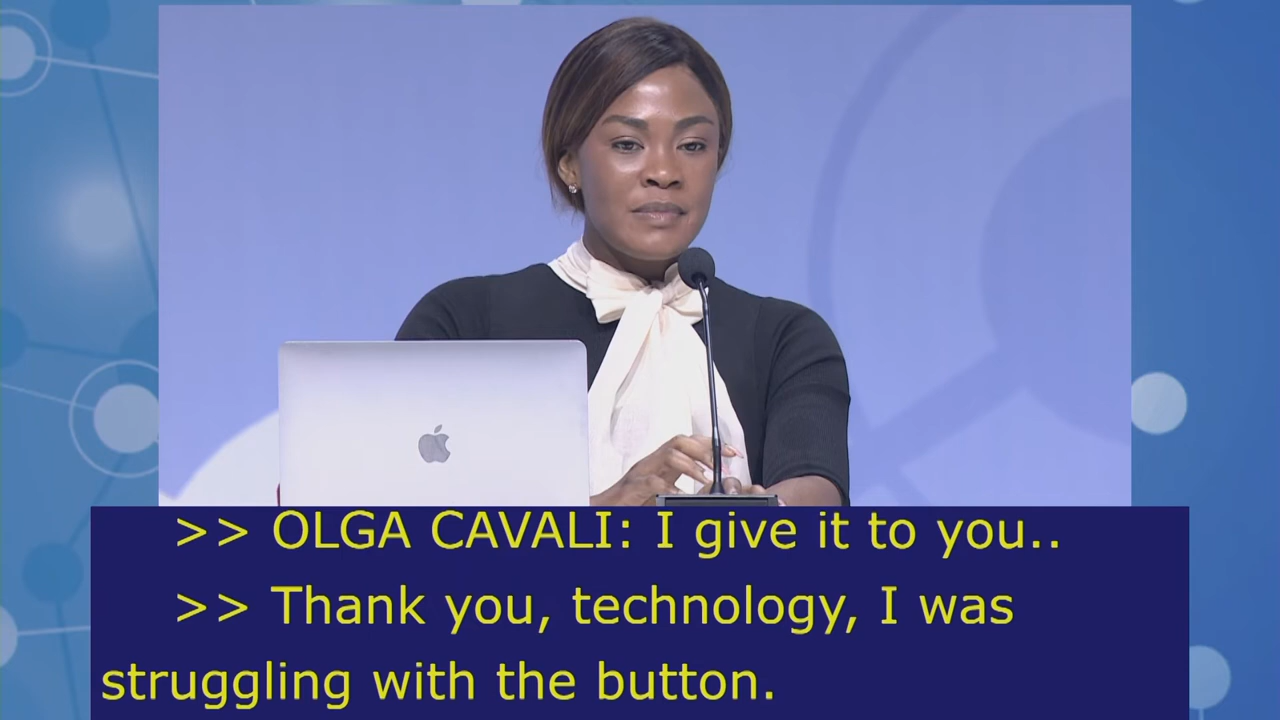 >> OLGA CAVALI: I give it to you..
>> Thank you, technology, I was
struggling with the button.